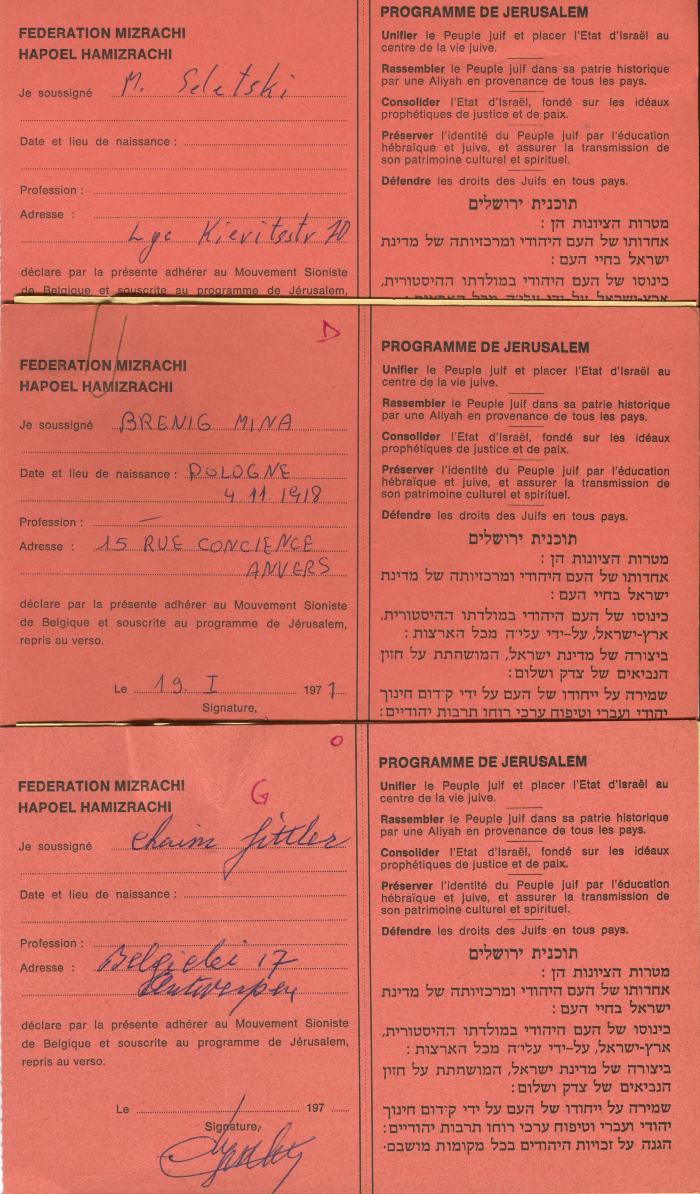 FEDERATION MIZRACHI
HAPOEL HAMIZRACHI
Je soussigné M. Seletski
Date et lieu de naissance :
Profession :
Adresse :
Lge Kievitsstr 70
déclare par la présente adhérer au Mouvement Sioniste
de Belgique et souscrite au programme de Jérusalem,
PROGRAMME DE JERUSALEM
Unifier le Peuple juif et placer l'Etat d'Israël au
centre de la vie juive.
Rassembler le Peuple juif dans sa patrie historique
par une Aliyah en provenance de tous les pays.
Consolider l'Etat d'Israël, fondé sur les idéaux
prophétiques de justice et de paix.
Préserver l'identité du Peuple juif par l'éducation
hébraïque et juive, et assurer la transmission de
son patrimoine culturel et spirituel.
Défendre les droits des Juifs en tous pays.
תוכנית ירושלים
מטרות הציונות הן :
אחדותו של העם היהודי ומרכזיותה של מדינת
ישראל בחיי העם :
כינוסו של העם היהודי במולדתו ההיסטורית,
ארץ-ישראל, על-ידי עלייה מכל הארצות :
D
FEDERATION MIZRACHI
HAPOEL HAMIZRACHI
Je soussigné BRENIG MINA
Date et lieu de naissance : POLOGNE
4 11 1918
Profession : —
Adresse : 15 RUE CONCIENCE
ANVERS
déclare par la présente adhérer au Mouvement Sioniste
de Belgique et souscrite au programme de Jérusalem,
repris au verso.
Le 19. I 197 1
Signature,
PROGRAMME DE JERUSALEM
Unifier le Peuple juif et placer l'Etat d'Israël au
centre de la vie juive.
Rassembler le Peuple juif dans sa patrie historique
par une Aliyah en provenance de tous les pays.
Consolider l'Etat d'Israël, fondé sur les idéaux
prophétiques de justice et de paix.
Préserver l'identité du Peuple juif par l'éducation
hébraïque et juive, et assurer la transmission de
son patrimoine culturel et spirituel.
Défendre les droits des Juifs en tous pays.
תוכנית ירושלים
מטרות הציונות הן :
אחדותו של העם היהודי ומרכזיותה של מדינת
ישראל בחיי העם :
כינוסו של העם היהודי במולדתו ההיסטורית,
ארץ-ישראל, על-ידי עלי׳ה מכל הארצות :
ביצורה של מדינת ישראל, המושתתת על חזון
הנביאים של צדק ושלום :
שמירה על ייחודו של העם על ידי קידום חינוך
יהודי ועברי וטיפוח ערכי רוחו תרבות יהודיים :
O
G
FEDERATION MIZRACHI
HAPOEL HAMIZRACHI
Je soussigné Chaim Gittler
Date et lieu de naissance :
Profession :
Adresse : Belgielei 17
Antwerpen
déclare par la présente adhérer au Mouvement Sioniste
de Belgique et souscrite au programme de Jérusalem,
repris au verso.
Le 197
Signature,
PROGRAMME DE JERUSALEM
Unifier le Peuple juif et placer l'Etat d'Israël au
centre de la vie juive.
Rassembler le Peuple juif dans sa patrie historique
par une Aliyah en provenance de tous les pays.
Consolider l'Etat d'Israël, fondé sur les idéaux
prophétiques de justice et de paix.
Préserver l'identité du Peuple juif par l'éducation
hébraïque et juive, et assurer la transmission de
son patrimoine culturel et spirituel.
Défendre les droits des Juifs en tous pays.
תוכנית ירושלים
מטרות הציונות הן :
אחדותו של העם היהודי ומרכזיותה של מדינת
ישראל בחיי העם :
כינוסו של העם היהודי במולדתו ההיסטורית,
ארץ-ישראל, על-ידי עלי׳ה מכל הארצות :
ביצורה של מדינת ישראל, המושתתת על חזון
הנביאים של צדק ושלום :
שמירה על ייחודו של העם על ידי קידום חינוך
יהודי ועברי וטיפוח ערכי רוחו תרבות יהודיים :
הגנה על זכויות היהודים בכל מקומות מושבם.